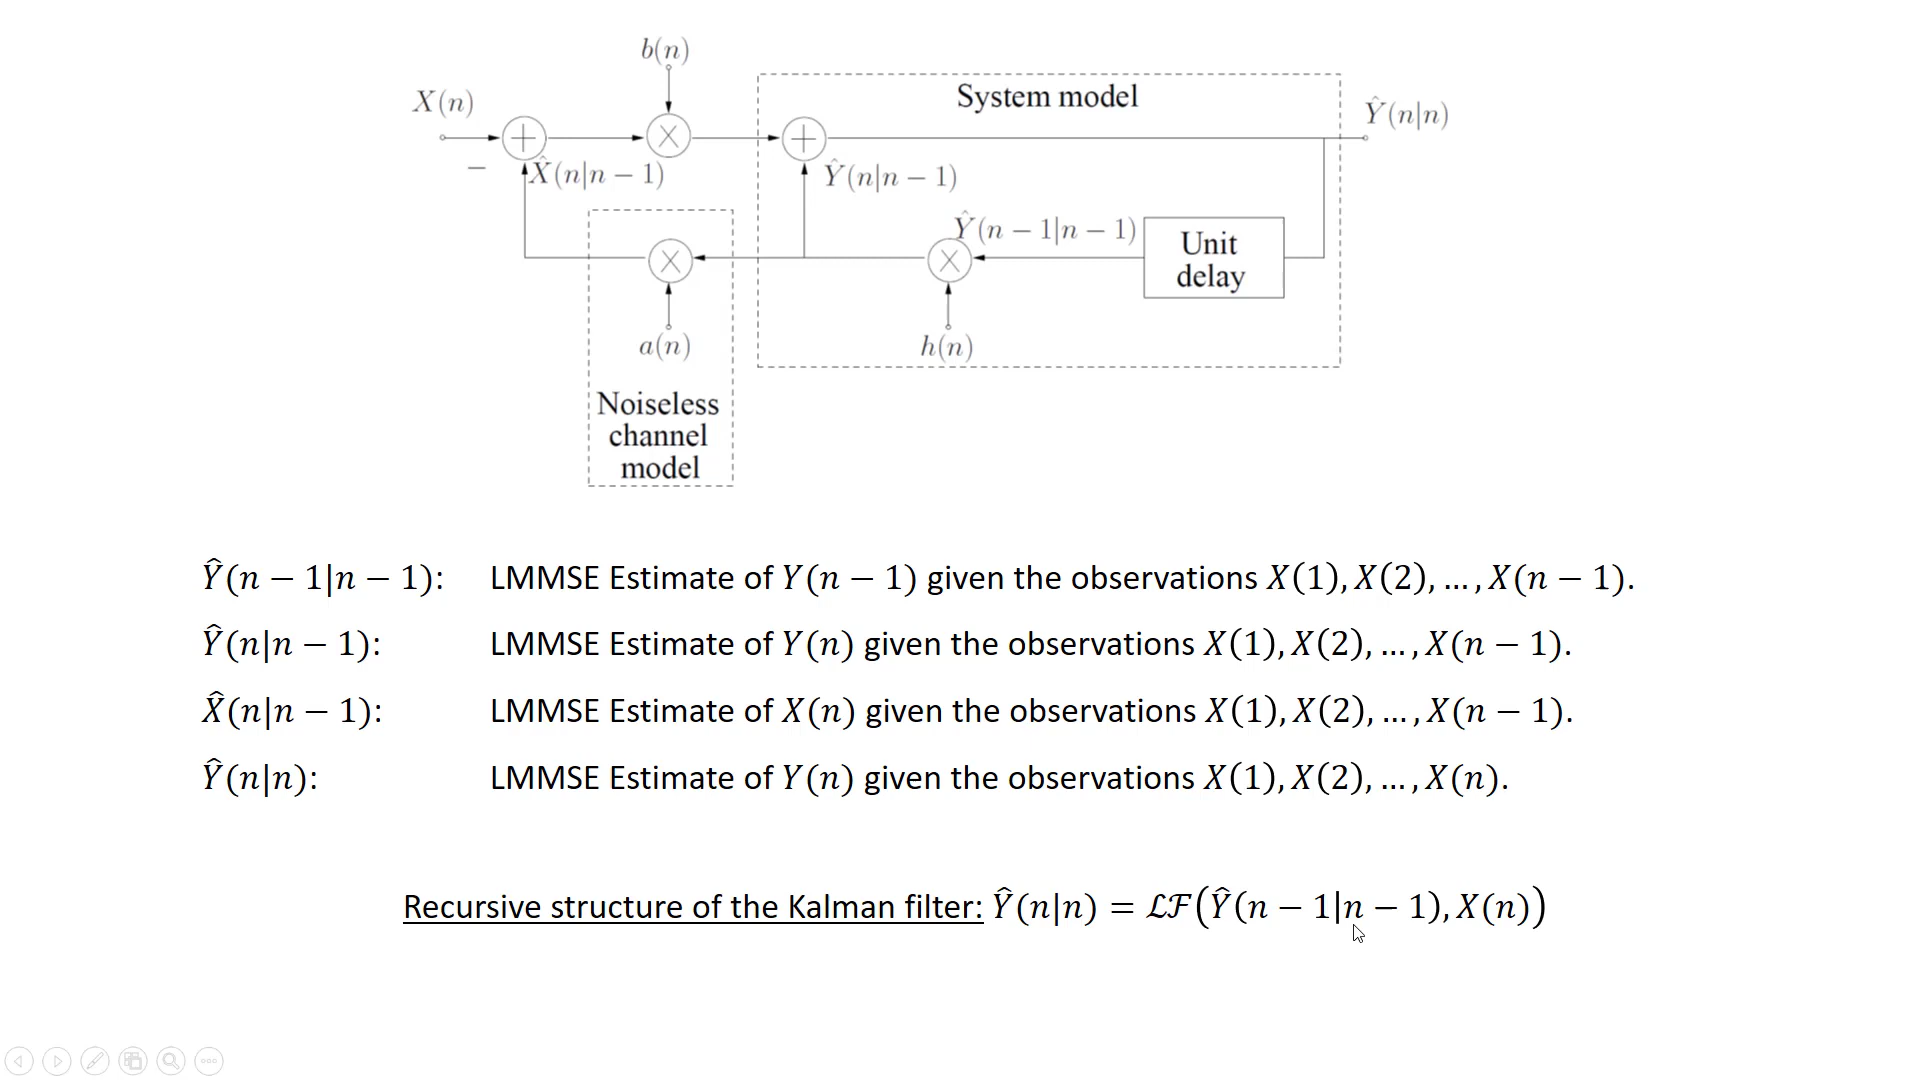 b(n)
X(n)
System model
Ŷ(n|n)
−
X̂(n|n − 1)
Ŷ(n|n − 1)
Ŷ(n − 1|n − 1)
Unit
delay
a(n)
h(n)
Noiseless
channel
model
Ŷ(n − 1|n − 1): LMMSE Estimate of Y(n − 1) given the observations X(1), X(2), … , X(n − 1).
Ŷ(n|n − 1): LMMSE Estimate of Y(n) given the observations X(1), X(2), … , X(n − 1).
X̂(n|n − 1): LMMSE Estimate of X(n) given the observations X(1), X(2), … , X(n − 1).
Ŷ(n|n): LMMSE Estimate of Y(n) given the observations X(1), X(2), … , X(n).
Recursive structure of the Kalman filter: Ŷ(n|n) = ℒℱ(Ŷ(n − 1|n − 1), X(n))